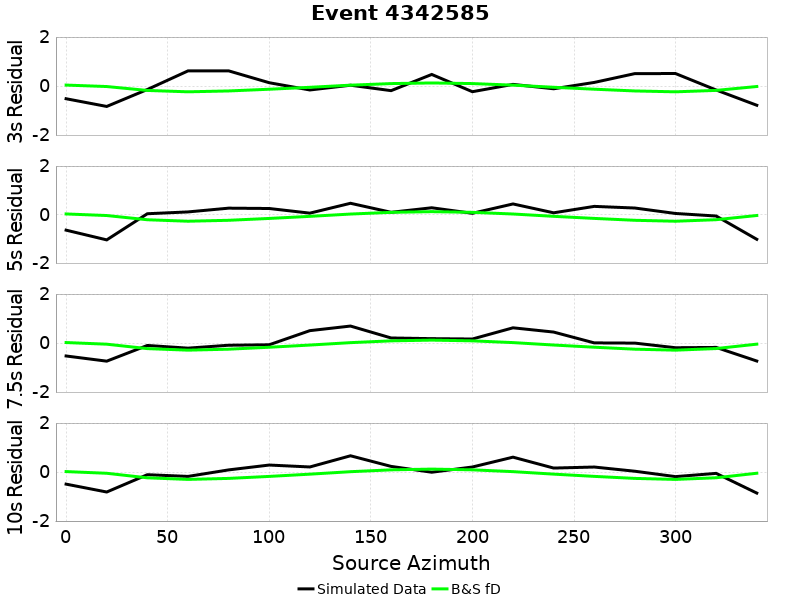 Event 4342585
3s Residual
2
0
-2
5s Residual
2
0
-2
7.5s Residual
2
0
-2
10s Residual
2
0
-2
0 50 100 150 200 250 300
Source Azimuth
Simulated Data B&S fD